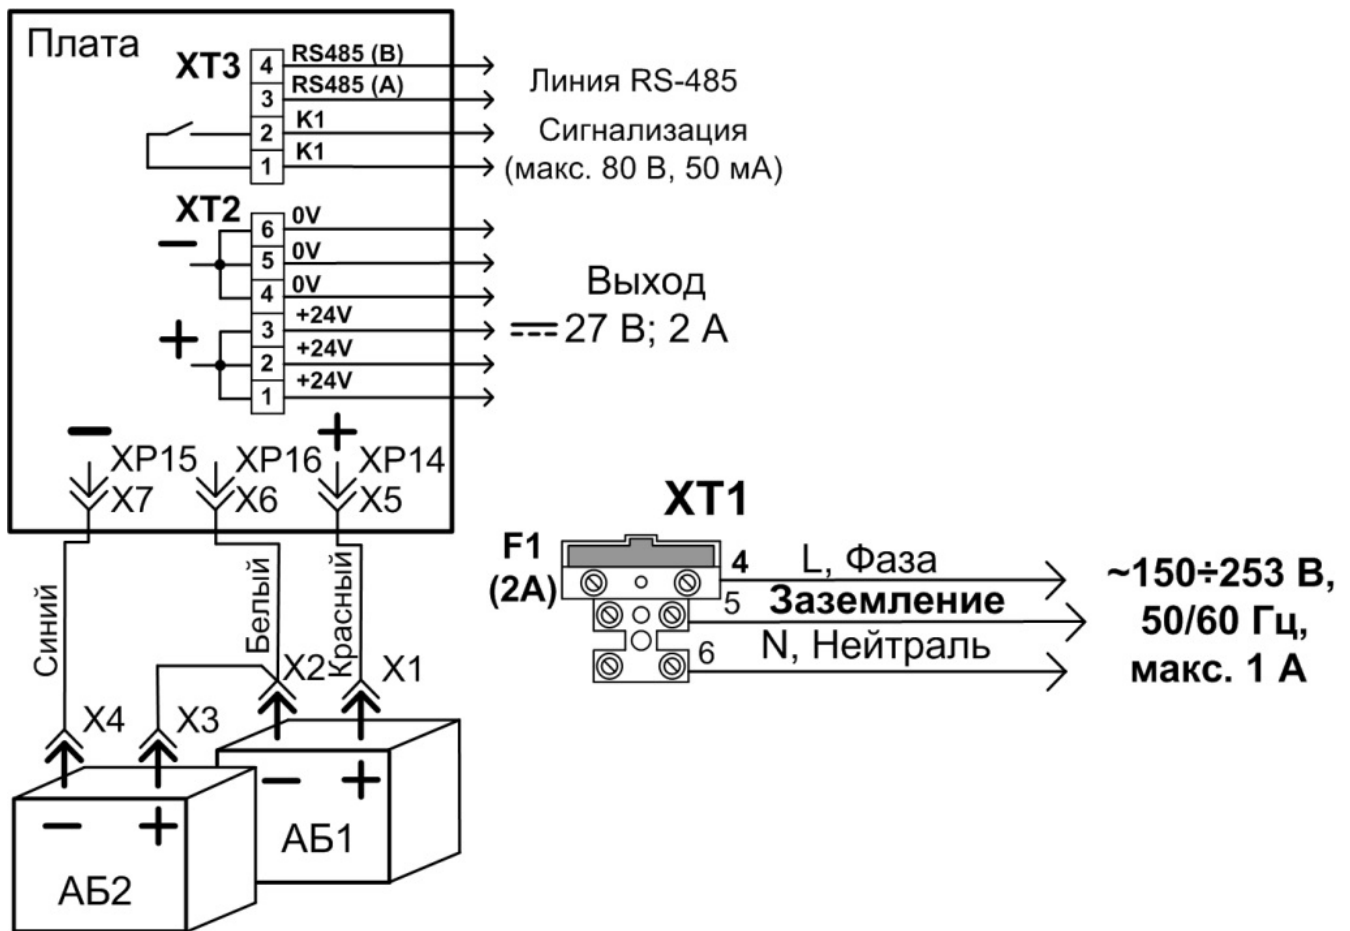 Плата
XT3
4 RS485 (B)
3 RS485 (A)
2 K1
1 K1
Линия RS-485
Сигнализация
(макс. 80 В, 50 мА)
XT2
6 0V
5 0V
4 0V
3 +24V
2 +24V
1 +24V
−
+
Выход
27 В; 2 А
−
+
XP15 XP16 XP14
X7 X6 X5
Синий
Белый
Красный
X2 X1
X4 X3
− +
АБ1
− +
АБ2
XT1
F1
(2A)
4 L, Фаза
5 Заземление
6 N, Нейтраль
~150÷253 В,
50/60 Гц,
макс. 1 А